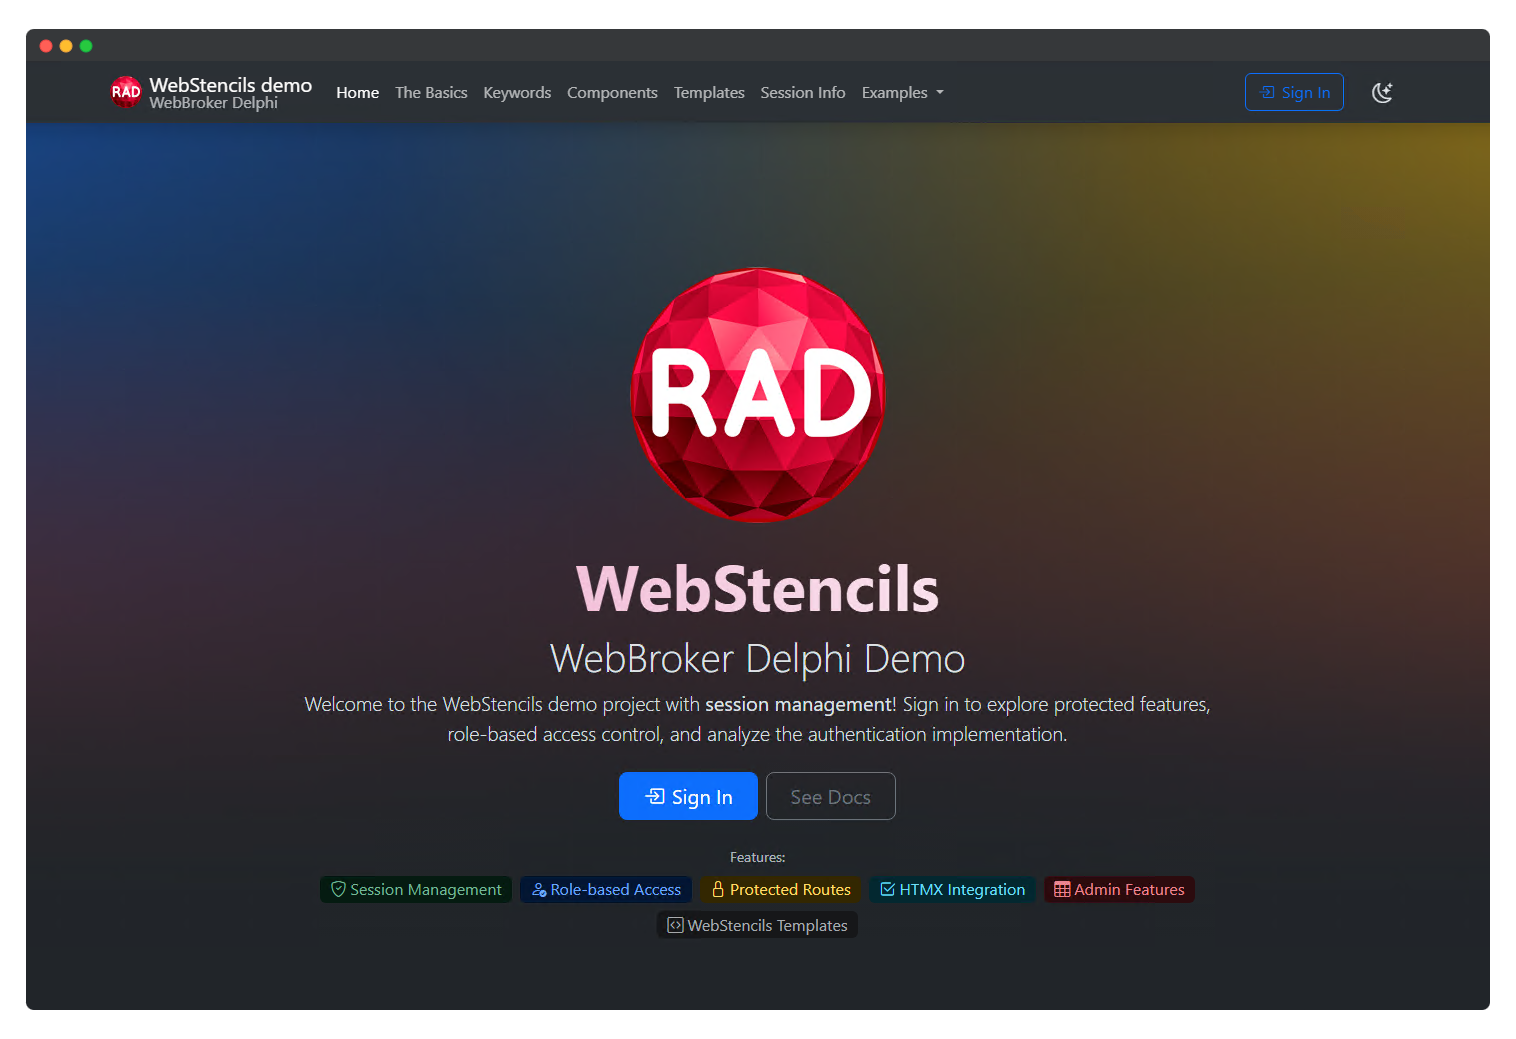 RAD
WebStencils demo
WebBroker Delphi
Home The Basics Keywords Components Templates Session Info Examples
Sign In
RAD
WebStencils
WebBroker Delphi Demo
Welcome to the WebStencils demo project with session management! Sign in to explore protected features,
role-based access control, and analyze the authentication implementation.
Sign In See Docs
Features:
Session Management Role-based Access Protected Routes HTMX Integration Admin Features
WebStencils Templates